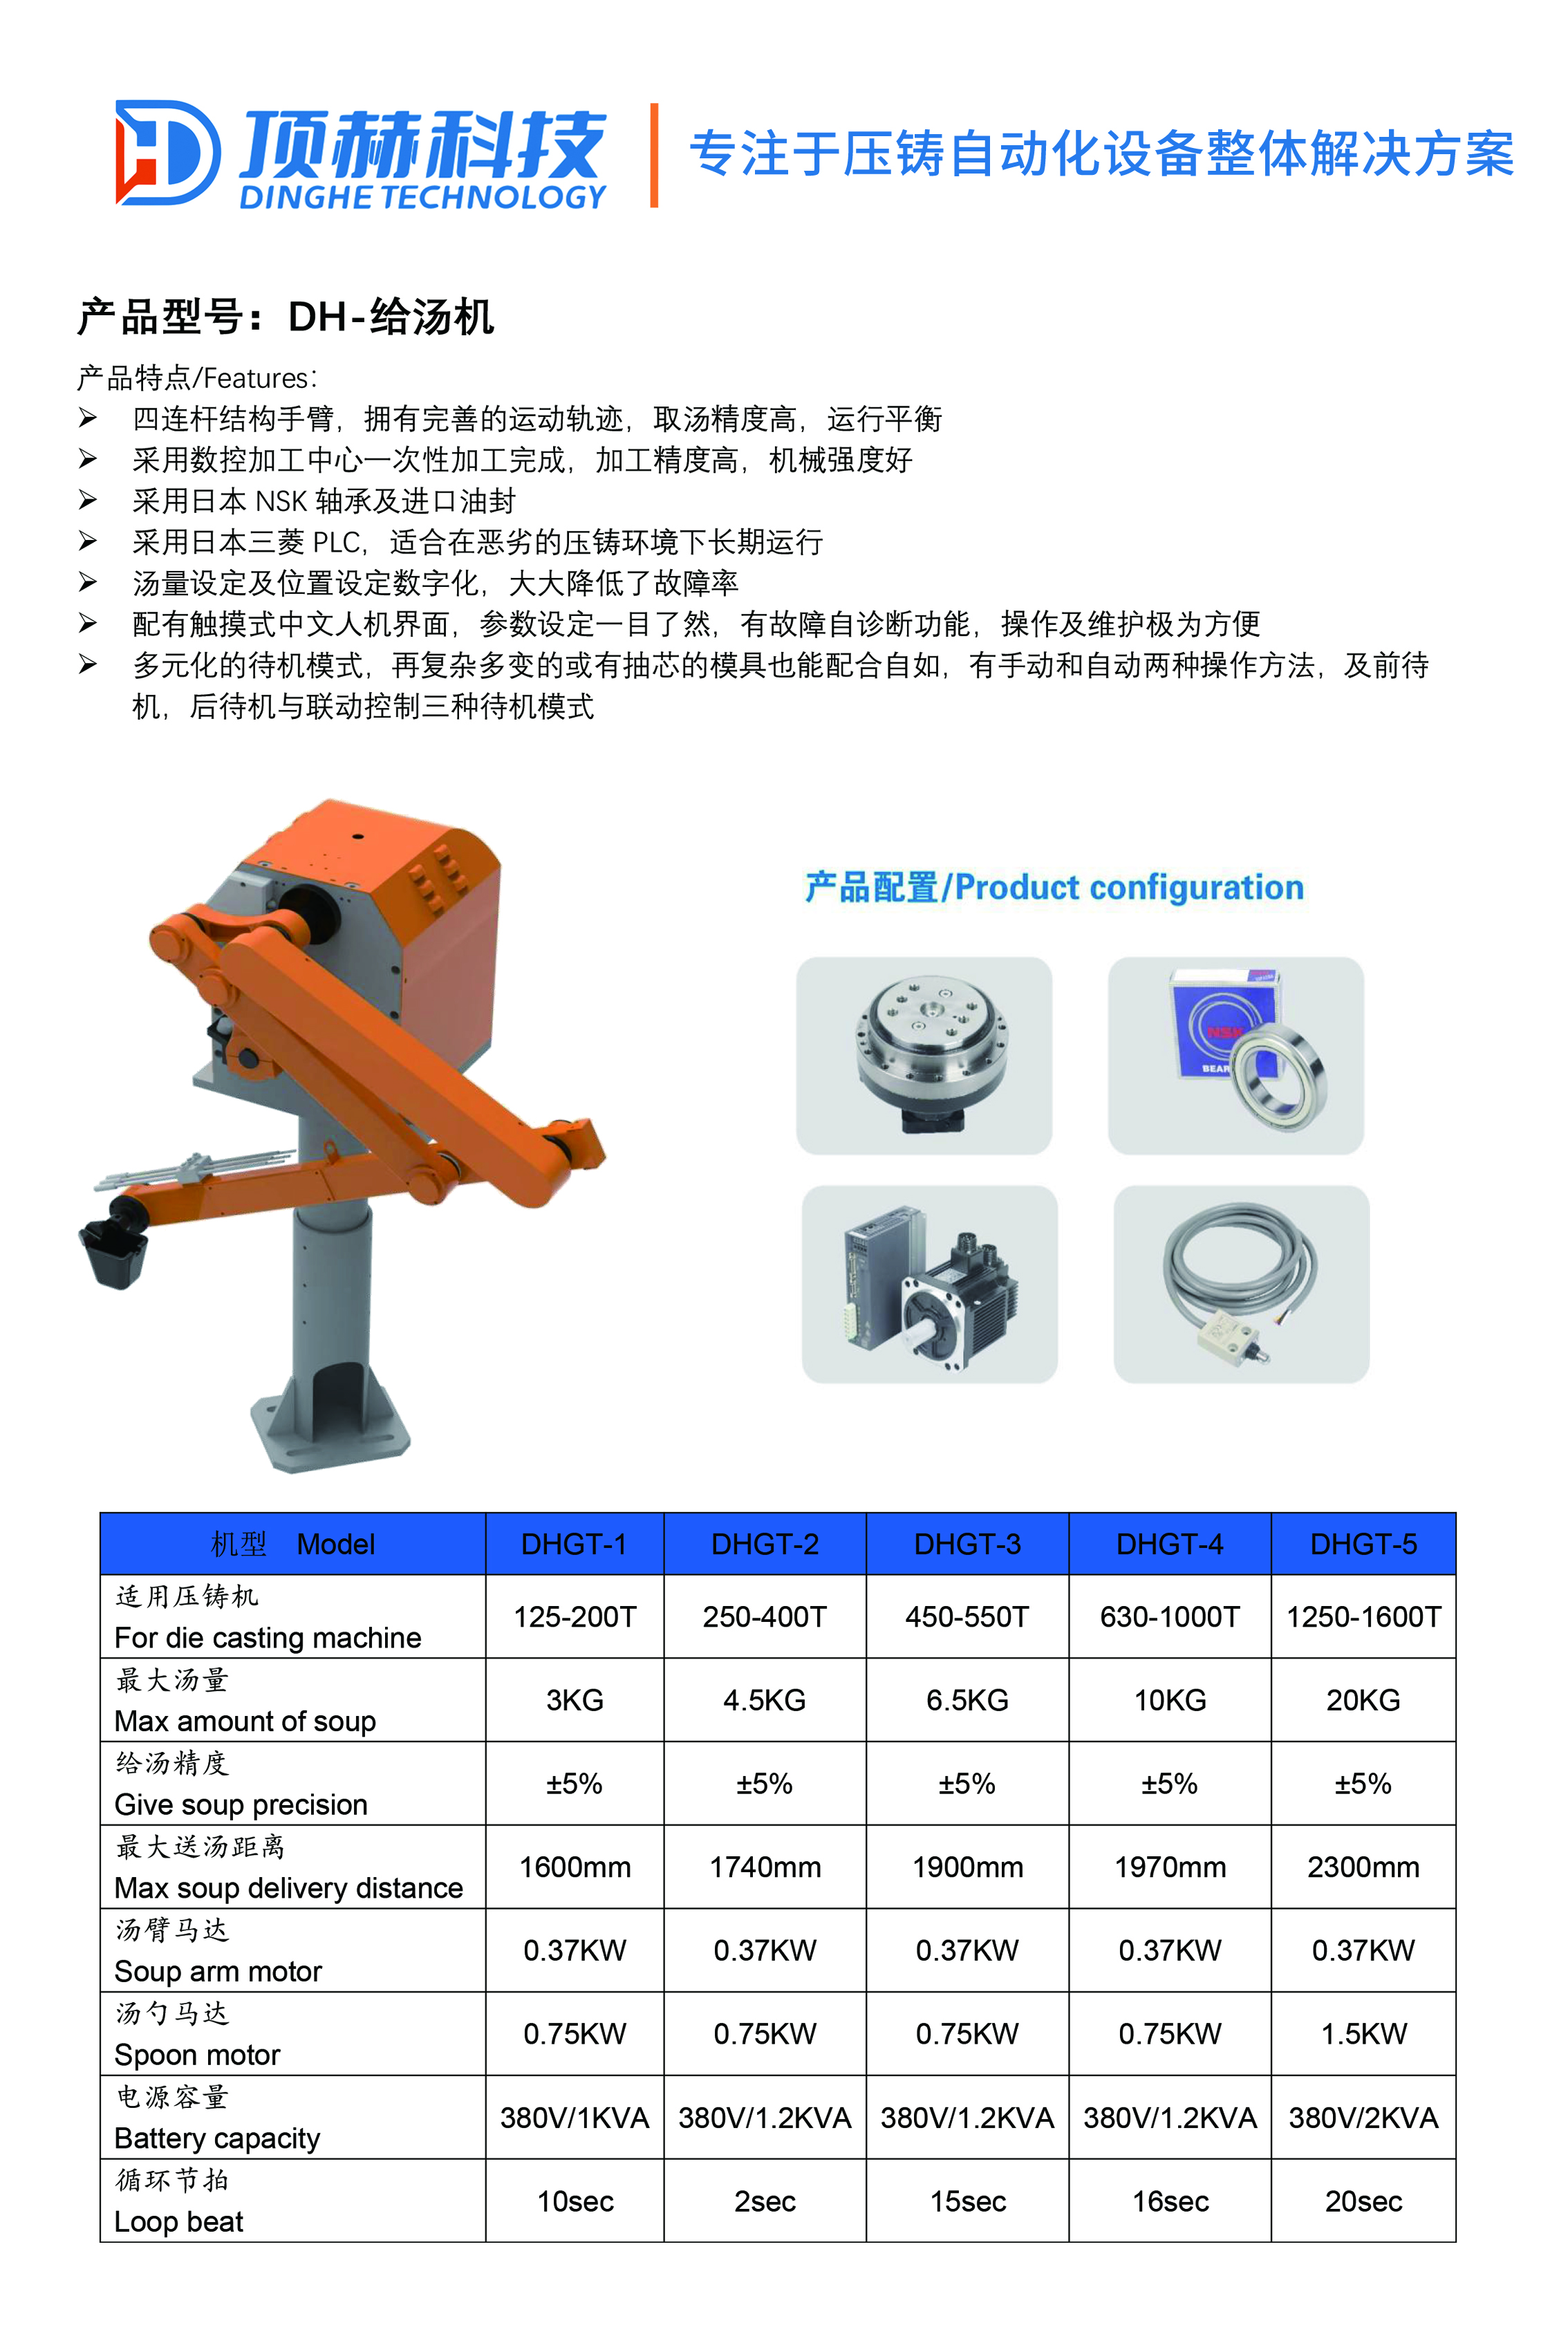 顶赫科技
DINGHE TECHNOLOGY
专注于压铸自动化设备整体解决方案
产品型号：DH-给汤机
产品特点/Features：
➢ 四连杆结构手臂，拥有完善的运动轨迹，取汤精度高，运行平衡
➢ 采用数控加工中心一次性加工完成，加工精度高，机械强度好
➢ 采用日本 NSK 轴承及进口油封
➢ 采用日本三菱 PLC，适合在恶劣的压铸环境下长期运行
➢ 汤量设定及位置设定数字化，大大降低了故障率
➢ 配有触摸式中文人机界面，参数设定一目了然，有故障自诊断功能，操作及维护极为方便
➢ 多元化的待机模式，再复杂多变的或有抽芯的模具也能配合自如，有手动和自动两种操作方法，及前待
机，后待机与联动控制三种待机模式
产品配置/Product configuration
NSK
BEAR
机型 Model DHGT-1 DHGT-2 DHGT-3 DHGT-4 DHGT-5
适用压铸机
For die casting machine 125-200T 250-400T 450-550T 630-1000T 1250-1600T
最大汤量
Max amount of soup 3KG 4.5KG 6.5KG 10KG 20KG
给汤精度
Give soup precision ±5% ±5% ±5% ±5% ±5%
最大送汤距离
Max soup delivery distance 1600mm 1740mm 1900mm 1970mm 2300mm
汤臂马达
Soup arm motor 0.37KW 0.37KW 0.37KW 0.37KW 0.37KW
汤勺马达
Spoon motor 0.75KW 0.75KW 0.75KW 0.75KW 1.5KW
电源容量
Battery capacity 380V/1KVA 380V/1.2KVA 380V/1.2KVA 380V/1.2KVA 380V/2KVA
循环节拍
Loop beat 10sec 2sec 15sec 16sec 20sec